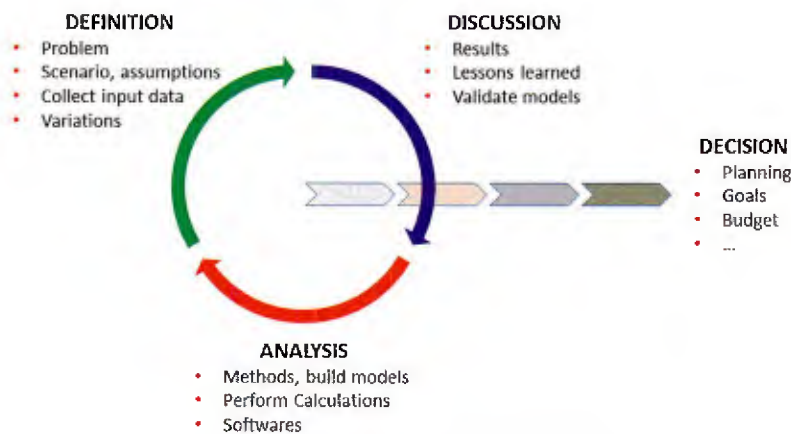 DEFINITION
• Problem
• Scenario, assumptions
• Collect input data
• Variations
DISCUSSION
• Results
• Lessons learned
• Validate models
DECISION
• Planning
• Goals
• Budget
• ...
ANALYSIS
• Methods, build models
• Perform Calculations
• Softwares